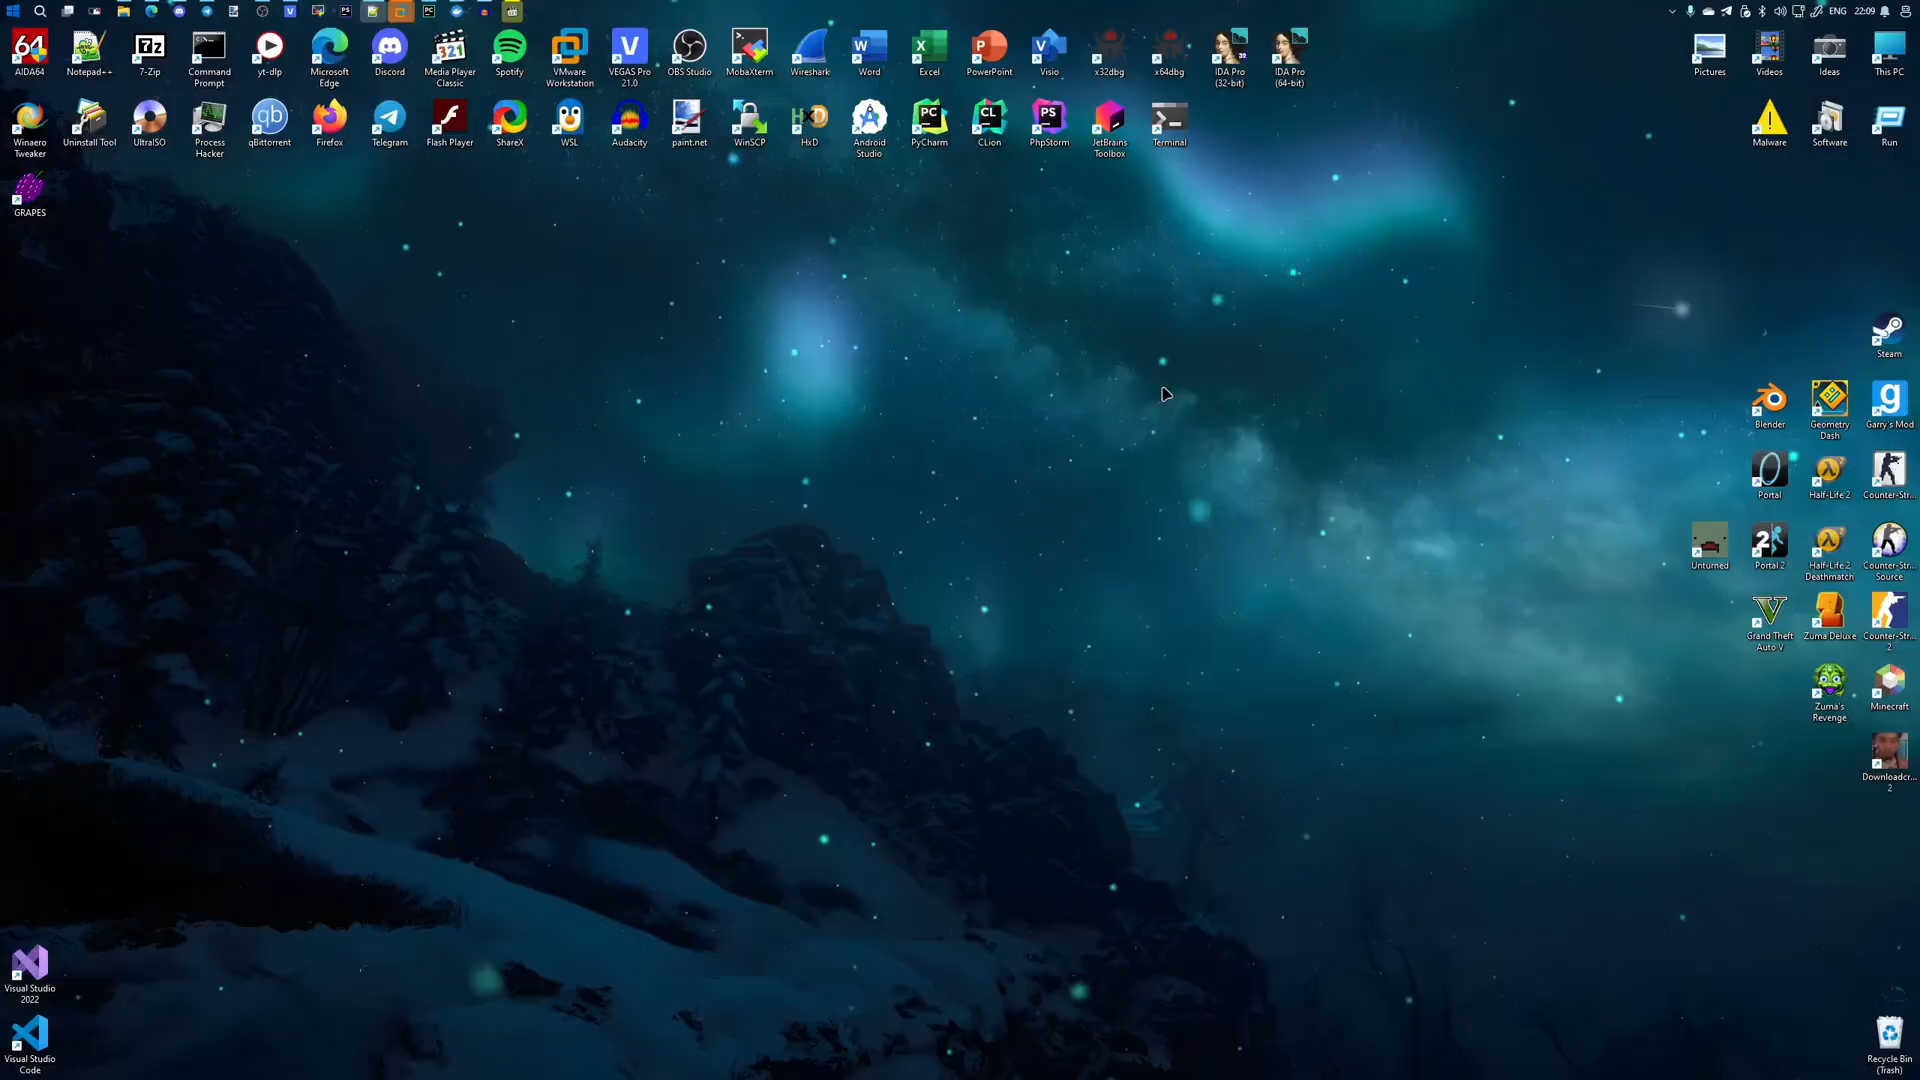 ENG 22:09
AIDA64
Notepad++
7-Zip
Command
Prompt
yt-dlp
Microsoft
Edge
Discord
Media Player
Classic
Spotify
VMware
Workstation
VEGAS Pro
21.0
OBS Studio
MobaXterm
Wireshark
Word
Excel
PowerPoint
Visio
x32dbg
x64dbg
IDA Pro
(32-bit)
IDA Pro
(64-bit)
Pictures
Videos
Ideas
This PC
Winaero
Tweaker
Uninstall Tool
UltraISO
Process
Hacker
qBittorrent
Firefox
Telegram
Flash Player
ShareX
WSL
Audacity
paint.net
WinSCP
HxD
Android
Studio
PyCharm
CLion
PhpStorm
JetBrains
Toolbox
Terminal
Malware
Software
Run
GRAPES
Steam
Blender
Geometry
Dash
Garry's Mod
Portal
Half-Life 2
Counter-Str...
Unturned
Portal 2
Half-Life 2
Deathmatch
Counter-Str...
Source
Grand Theft
Auto V
Zuma Deluxe
Counter-Str...
2
Zuma's
Revenge
Minecraft
Downloadcr...
2
Visual Studio
2022
Visual Studio
Code
Recycle Bin
(Trash)